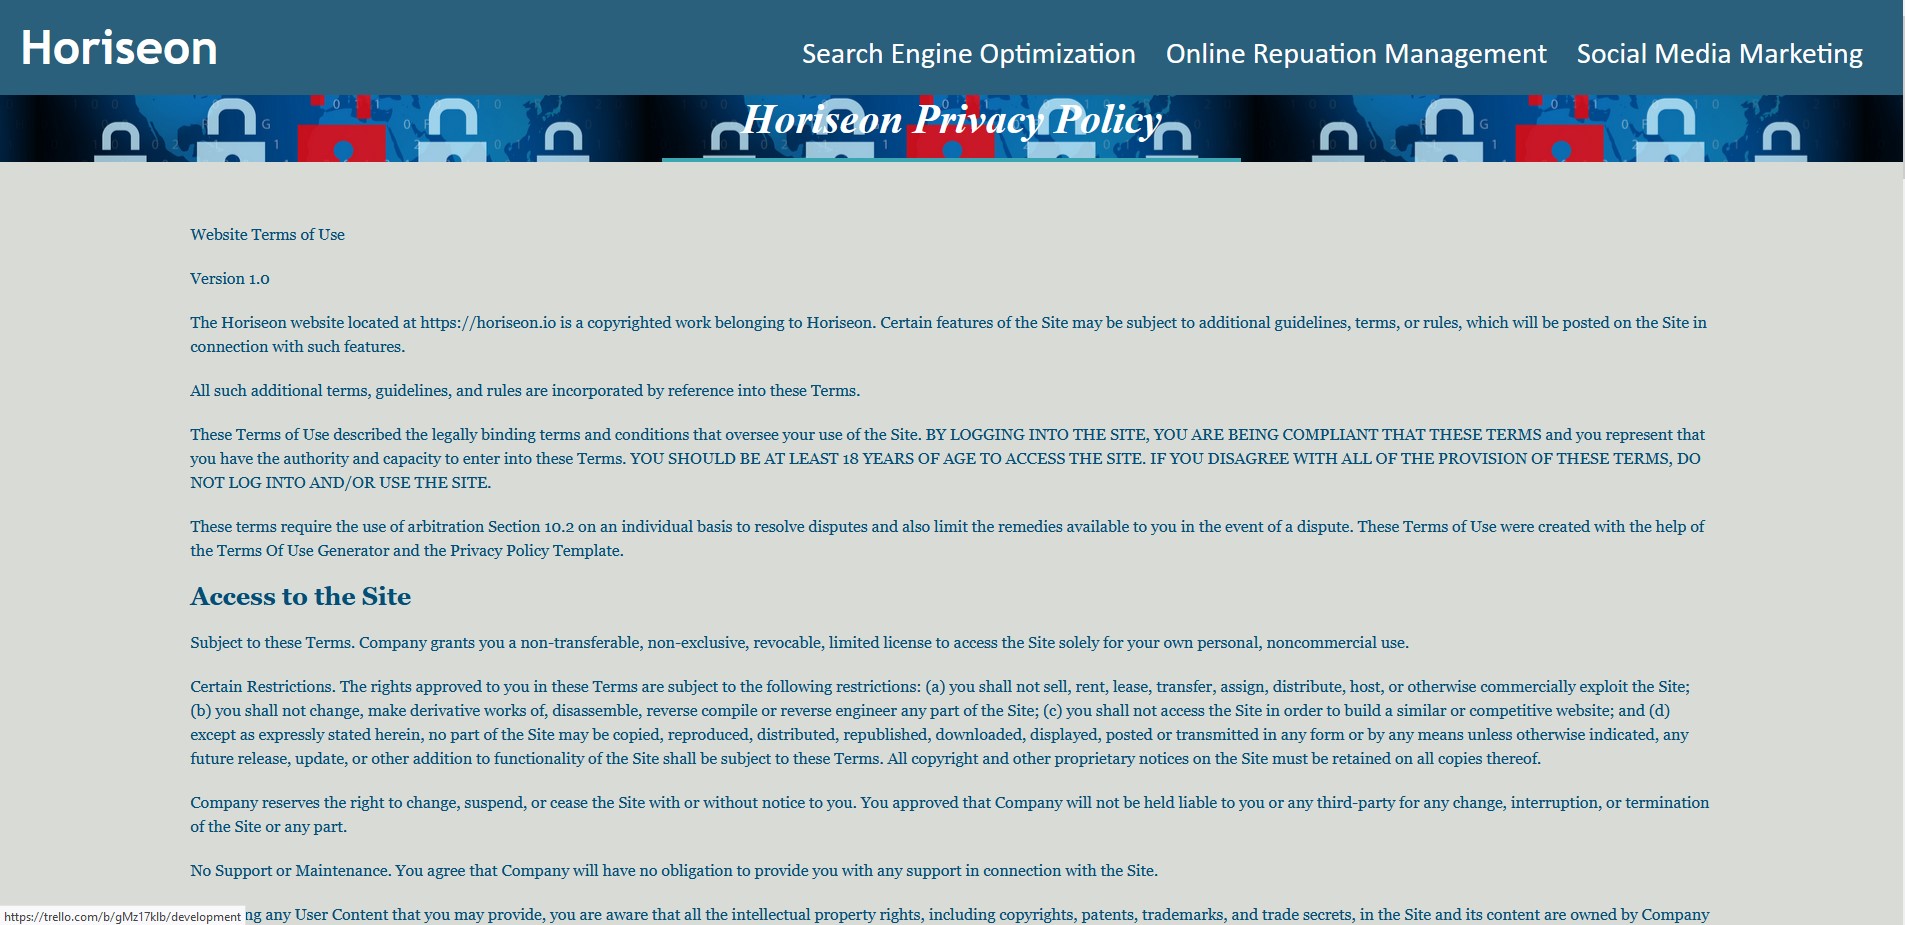 Horiseon
Search Engine Optimization Online Repuation Management Social Media Marketing
Horiseon Privacy Policy
Website Terms of Use
Version 1.0
The Horiseon website located at https://horiseon.io is a copyrighted work belonging to Horiseon. Certain features of the Site may be subject to additional guidelines, terms, or rules, which will be posted on the Site in
connection with such features.
All such additional terms, guidelines, and rules are incorporated by reference into these Terms.
These Terms of Use described the legally binding terms and conditions that oversee your use of the Site. BY LOGGING INTO THE SITE, YOU ARE BEING COMPLIANT THAT THESE TERMS and you represent that
you have the authority and capacity to enter into these Terms. YOU SHOULD BE AT LEAST 18 YEARS OF AGE TO ACCESS THE SITE. IF YOU DISAGREE WITH ALL OF THE PROVISION OF THESE TERMS, DO
NOT LOG INTO AND/OR USE THE SITE.
These terms require the use of arbitration Section 10.2 on an individual basis to resolve disputes and also limit the remedies available to you in the event of a dispute. These Terms of Use were created with the help of
the Terms Of Use Generator and the Privacy Policy Template.
Access to the Site
Subject to these Terms. Company grants you a non-transferable, non-exclusive, revocable, limited license to access the Site solely for your own personal, noncommercial use.
Certain Restrictions. The rights approved to you in these Terms are subject to the following restrictions: (a) you shall not sell, rent, lease, transfer, assign, distribute, host, or otherwise commercially exploit the Site;
(b) you shall not change, make derivative works of, disassemble, reverse compile or reverse engineer any part of the Site; (c) you shall not access the Site in order to build a similar or competitive website; and (d)
except as expressly stated herein, no part of the Site may be copied, reproduced, distributed, republished, downloaded, displayed, posted or transmitted in any form or by any means unless otherwise indicated, any
future release, update, or other addition to functionality of the Site shall be subject to these Terms. All copyright and other proprietary notices on the Site must be retained on all copies thereof.
Company reserves the right to change, suspend, or cease the Site with or without notice to you. You approved that Company will not be held liable to you or any third-party for any change, interruption, or termination
of the Site or any part.
No Support or Maintenance. You agree that Company will have no obligation to provide you with any support in connection with the Site.
https://trello.com/b/gMz17klb/development ng any User Content that you may provide, you are aware that all the intellectual property rights, including copyrights, patents, trademarks, and trade secrets, in the Site and its content are owned by Company